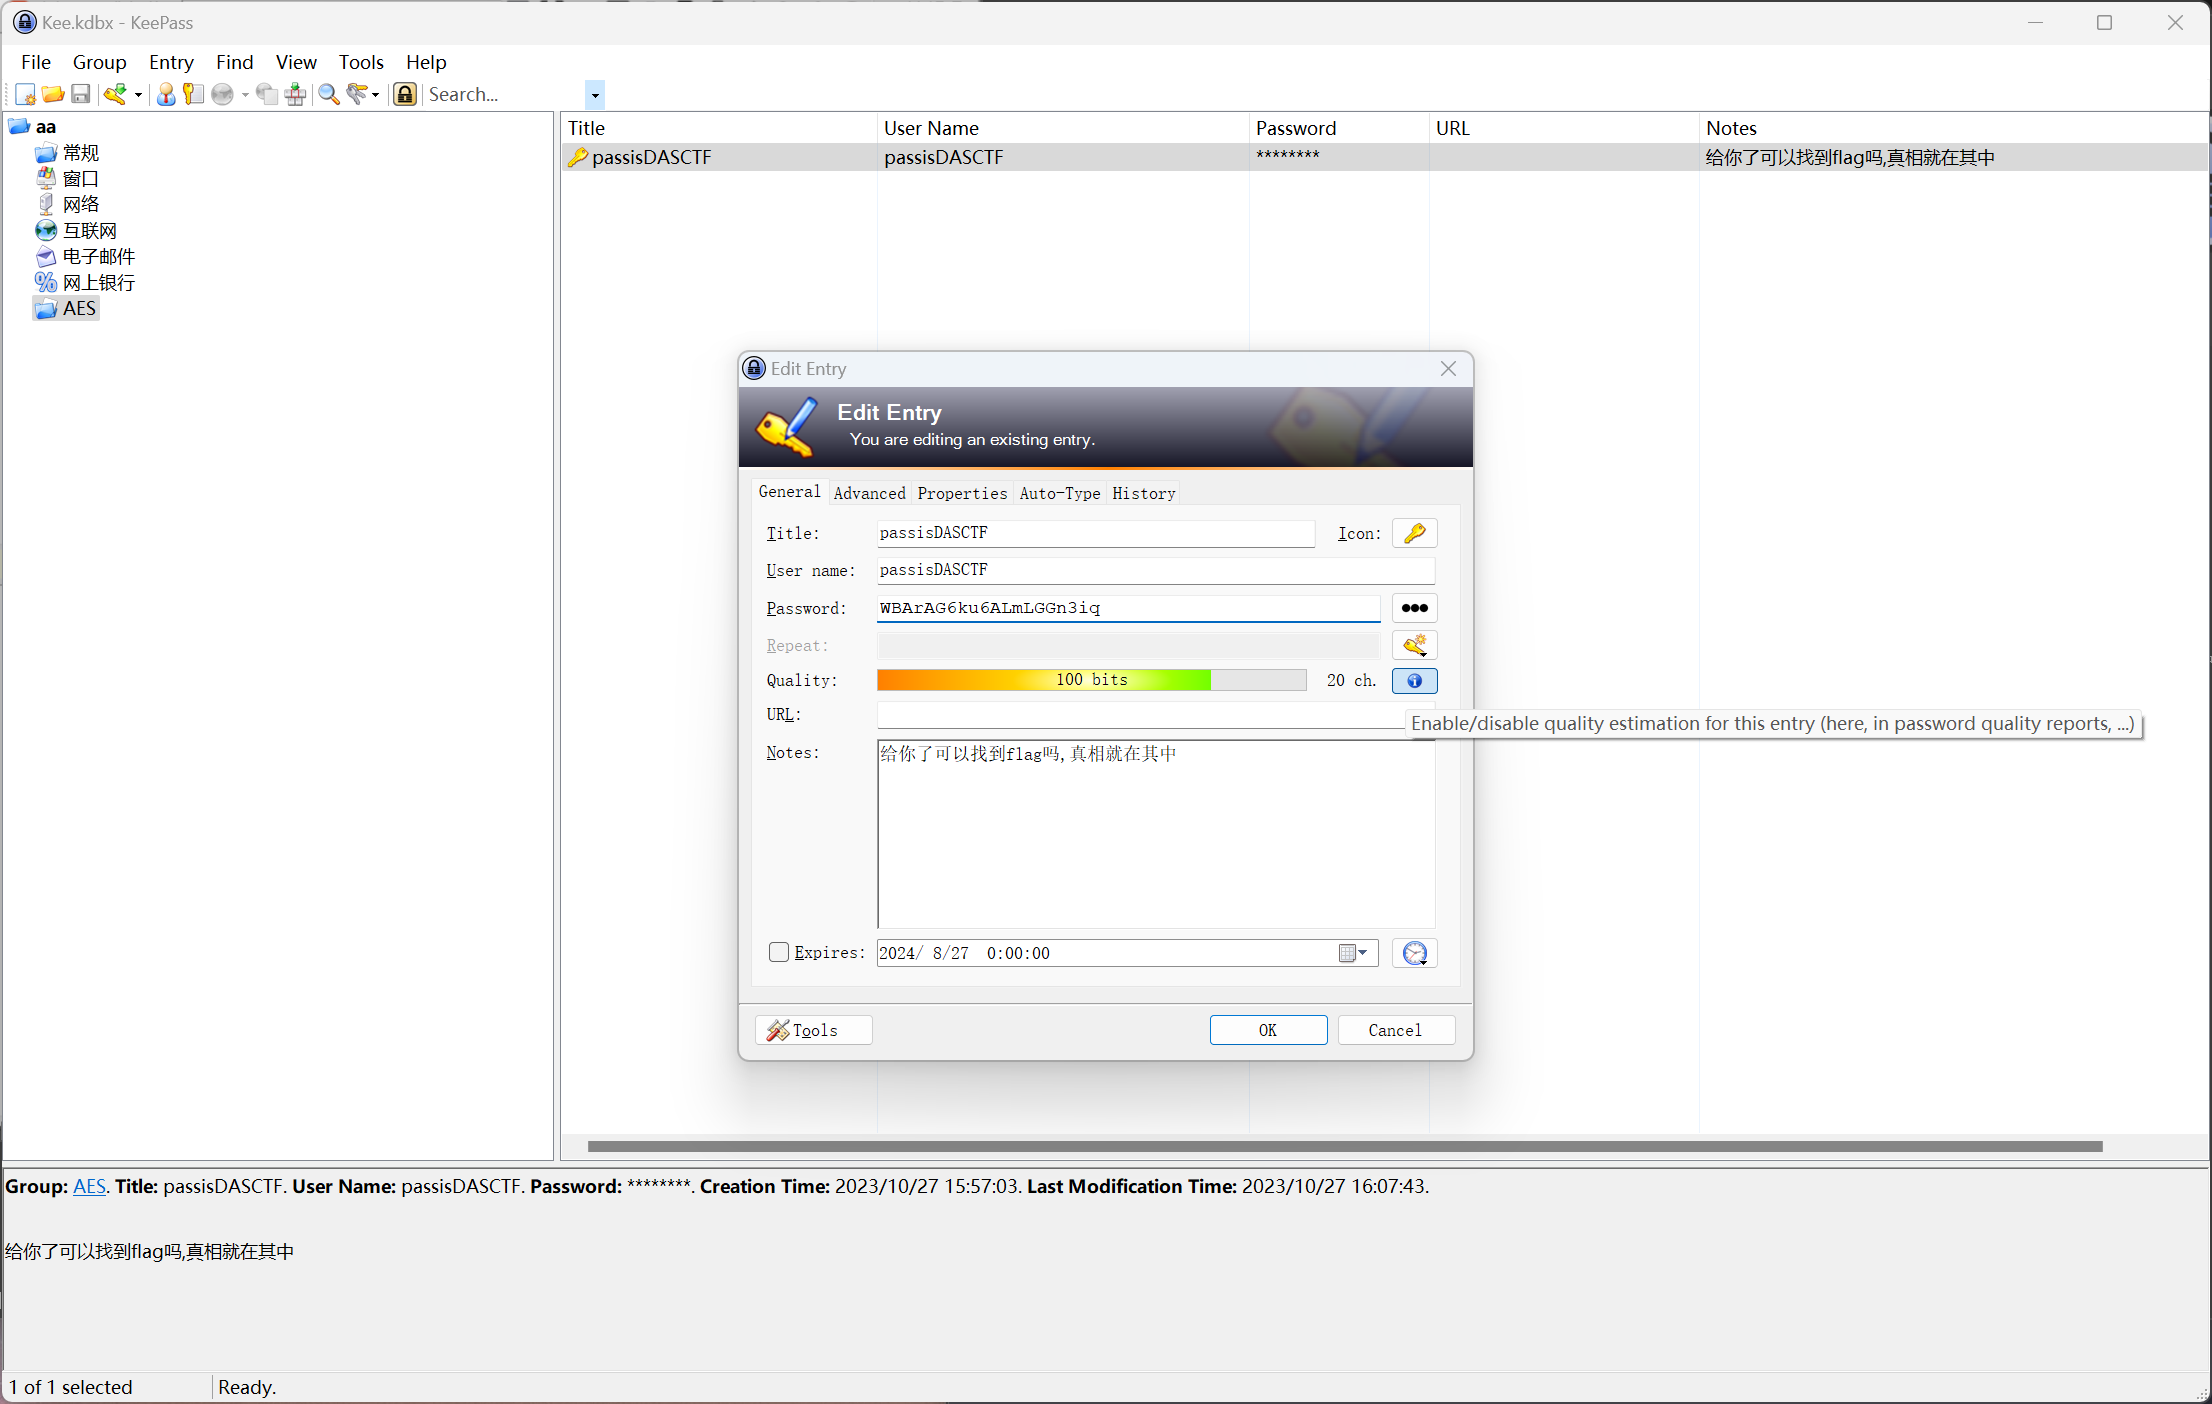 Kee.kdbx - KeePass
File Group Entry Find View Tools Help
Search...
aa
常规
窗口
网络
互联网
电子邮件
网上银行
AES
Title User Name Password URL Notes
passisDASCTF passisDASCTF ******** 给你了可以找到flag吗,真相就在其中
Edit Entry
Edit Entry
You are editing an existing entry.
General Advanced Properties Auto-Type History
Title: passisDASCTF Icon:
User name: passisDASCTF
Password: WBArAG6ku6ALmLGGn3iq
Repeat:
Quality: 100 bits 20 ch.
URL:
Enable/disable quality estimation for this entry (here, in password quality reports, ...)
Notes: 给你了可以找到flag吗,真相就在其中
Expires: 2024/ 8/27 0:00:00
Tools OK Cancel
Group: AES. Title: passisDASCTF. User Name: passisDASCTF. Password: ********. Creation Time: 2023/10/27 15:57:03. Last Modification Time: 2023/10/27 16:07:43.
给你了可以找到flag吗,真相就在其中
1 of 1 selected Ready.